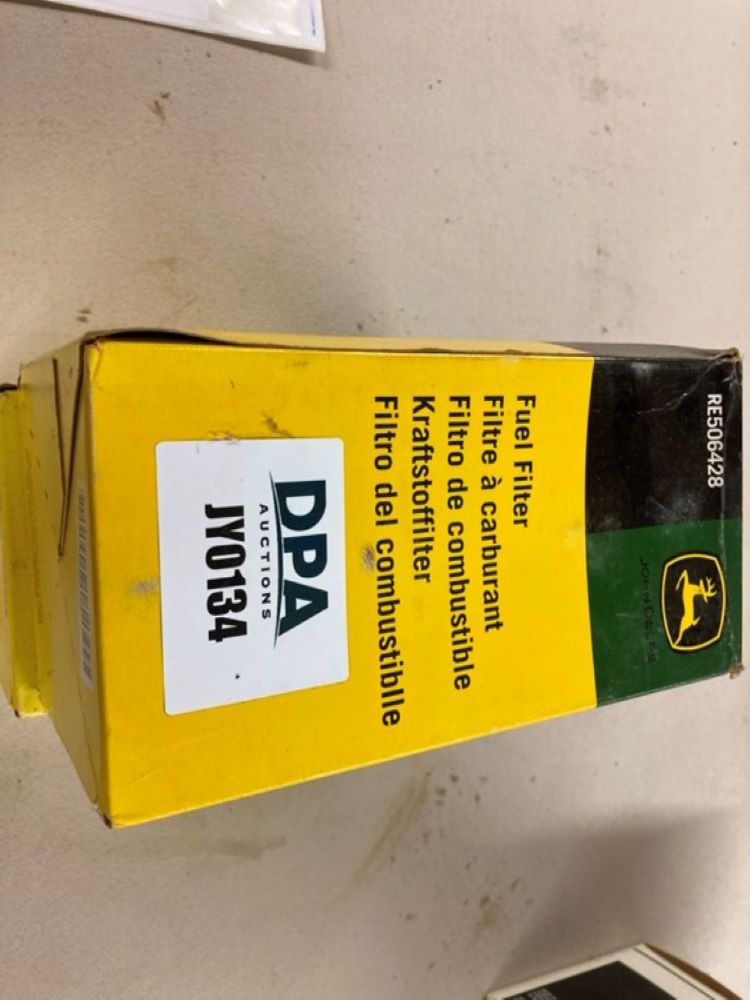 RE506428
JOHN DEERE
Fuel Filter
Filtre à carburant
Filtro de combustible
Kraftstoffilter
Filtro del combustiblle
DPA
AUCTIONS
JY0134